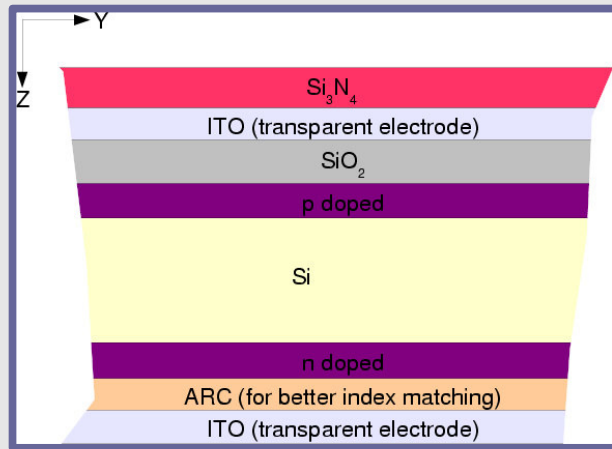 Y
Z
Si₃N₄
ITO (transparent electrode)
SiO₂
p doped
Si
n doped
ARC (for better index matching)
ITO (transparent electrode)